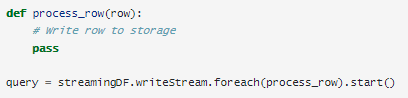 def process_row(row):
    # Write row to storage
    pass

query = streamingDF.writeStream.foreach(process_row).start()